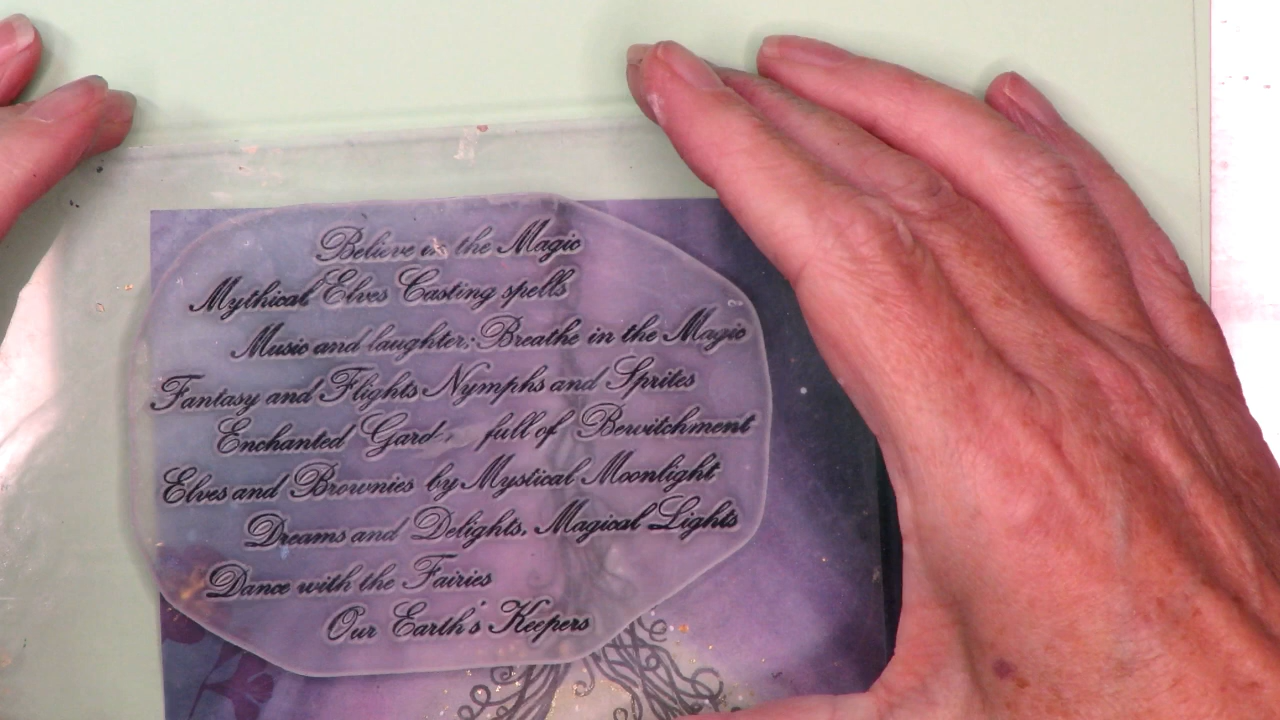 Believe in the Magic
Mythical Elves Casting spells
Music and laughter; Breathe in the Magic
Fantasy and Flights Nymphs and Sprites
Enchanted full of Bewitchment
Elves and Brownies by Mystical Moonlight
Dreams and Delights, Magical Lights
Dance with the Fairies
Our Earth's Keepers